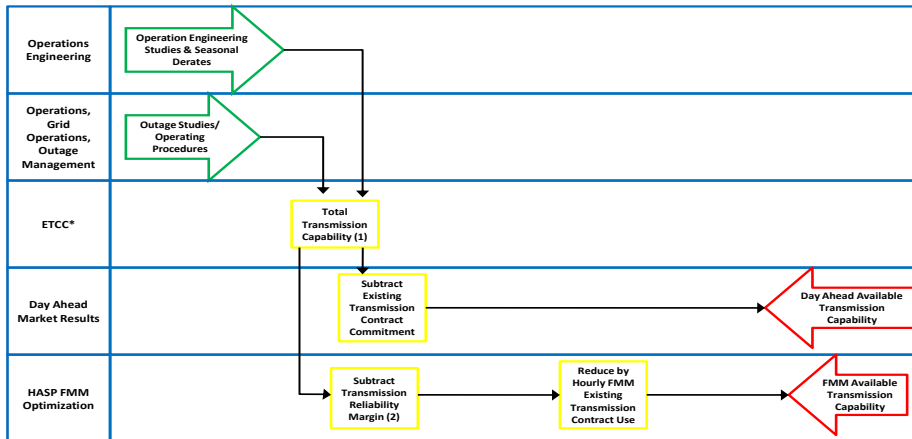 Operations
Engineering
Operation Engineering
Studies & Seasonal
Derates
Operations,
Grid
Operations,
Outage
Management
Outage Studies/
Operating
Procedures
ETCC*
Total
Transmission
Capability (1)
Day Ahead
Market Results
Subtract
Existing
Transmission
Contract
Commitment
Day Ahead Available
Transmission
Capability
HASP FMM
Optimization
Subtract
Transmission
Reliability
Margin (2)
Reduce by
Hourly FMM
Existing
Transmission
Contract Use
FMM Available
Transmission
Capability